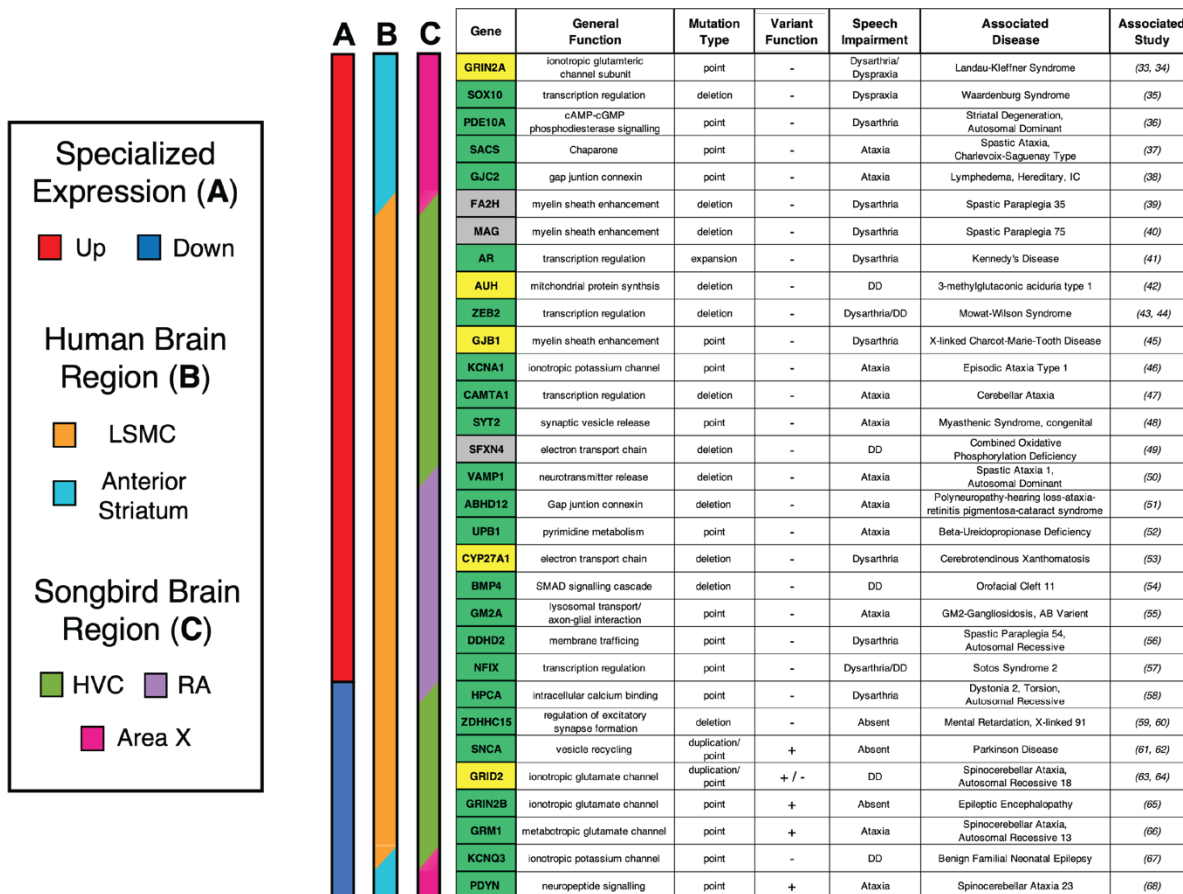 Specialized
Expression (A)
Up Down
Human Brain
Region (B)
LSMC
Anterior
Striatum
Songbird Brain
Region (C)
HVC RA
Area X
A B C
Gene General Function Mutation Type Variant Function Speech Impairment Associated Disease Associated Study
GRIN2A ionotropic glutamteric channel subunit point - Dysarthria/ Dyspraxia Landau-Kleffner Syndrome (33, 34)
SOX10 transcription regulation deletion - Dyspraxia Waardenburg Syndrome (35)
PDE10A cAMP-cGMP phosphodiesterase signalling point - Dysarthria Striatal Degeneration, Autosomal Dominant (36)
SACS Chaparone point - Ataxia Spastic Ataxia, Charlevoix-Saguenay Type (37)
GJC2 gap juntion connexin point - Ataxia Lymphedema, Hereditary, IC (38)
FA2H myelin sheath enhancement deletion - Dysarthria Spastic Paraplegia 35 (39)
MAG myelin sheath enhancement deletion - Dysarthria Spastic Paraplegia 75 (40)
AR transcription regulation expansion - Dysarthria Kennedy's Disease (41)
AUH mitchondrial protein synthsis deletion - DD 3-methylglutaconic aciduria type 1 (42)
ZEB2 transcription regulation deletion - Dysarthria/DD Mowat-Wilson Syndrome (43, 44)
GJB1 myelin sheath enhancement point - Dysarthria X-linked Charcot-Marie-Tooth Disease (45)
KCNA1 ionotropic potassium channel point - Ataxia Episodic Ataxia Type 1 (46)
CAMTA1 transcription regulation deletion - Ataxia Cerebellar Ataxia (47)
SYT2 synaptic vesicle release point - Ataxia Myasthenic Syndrome, congenital (48)
SFXN4 electron transport chain deletion - DD Combined Oxidative Phosphorylation Deficiency (49)
VAMP1 neurotransmitter release deletion - Ataxia Spastic Ataxia 1, Autosomal Dominant (50)
ABHD12 Gap juntion connexin deletion - Ataxia Polyneuropathy-hearing loss-ataxia- retinitis pigmentosa-cataract syndrome (51)
UPB1 pyrimidine metabolism point - Ataxia Beta-Ureidopropionase Deficiency (52)
CYP27A1 electron transport chain deletion - Dysarthria Cerebrotendinous Xanthomatosis (53)
BMP4 SMAD signalling cascade deletion - DD Orofacial Cleft 11 (54)
GM2A lysosomal transport/ axon-glial interaction point - Ataxia GM2-Gangliosidosis, AB Varient (55)
DDHD2 membrane trafficing point - Dysarthria Spastic Paraplegia 54, Autosomal Recessive (56)
NFIX transcription regulation point - Dysarthria/DD Sotos Syndrome 2 (57)
HPCA intracellular calcium binding point - Dysarthria Dystonia 2, Torsion, Autosomal Recessive (58)
ZDHHC15 regulation of excitatory synapse formation deletion - Absent Mental Retardation, X-linked 91 (59, 60)
SNCA vesicle recycling duplication/ point + Absent Parkinson Disease (61, 62)
GRID2 ionotropic glutamate channel duplication/ point + / - DD Spinocerebellar Ataxia, Autosomal Recessive 18 (63, 64)
GRIN2B ionotropic glutamate channel point + Absent Epileptic Encephalopathy (65)
GRM1 metabotropic glutamate channel point + Ataxia Spinocerebellar Ataxia, Autosomal Recessive 13 (66)
KCNQ3 ionotropic potassium channel point - DD Benign Familial Neonatal Epilepsy (67)
PDYN neuropeptide signalling point + Ataxia Spinocerebellar Ataxia 23 (68)